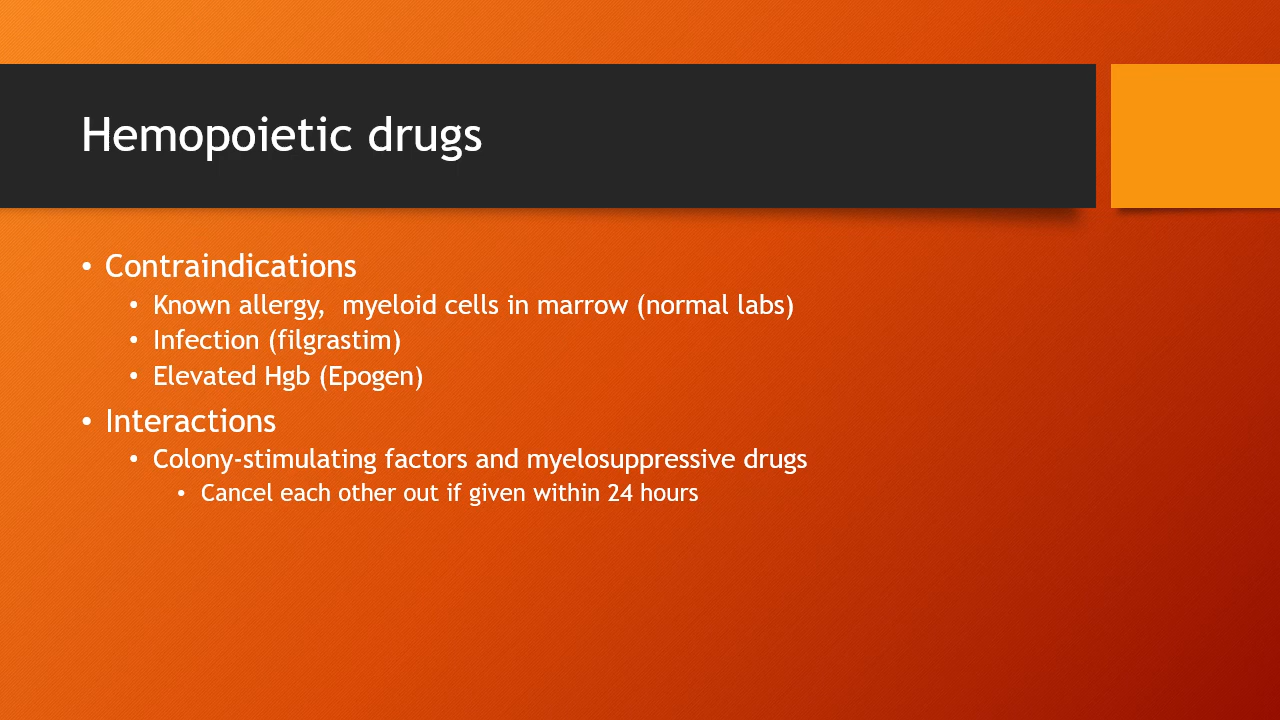 Hemopoietic drugs
• Contraindications
• Known allergy,  myeloid cells in marrow (normal labs)
• Infection (filgrastim)
• Elevated Hgb (Epogen)
• Interactions
• Colony-stimulating factors and myelosuppressive drugs
• Cancel each other out if given within 24 hours